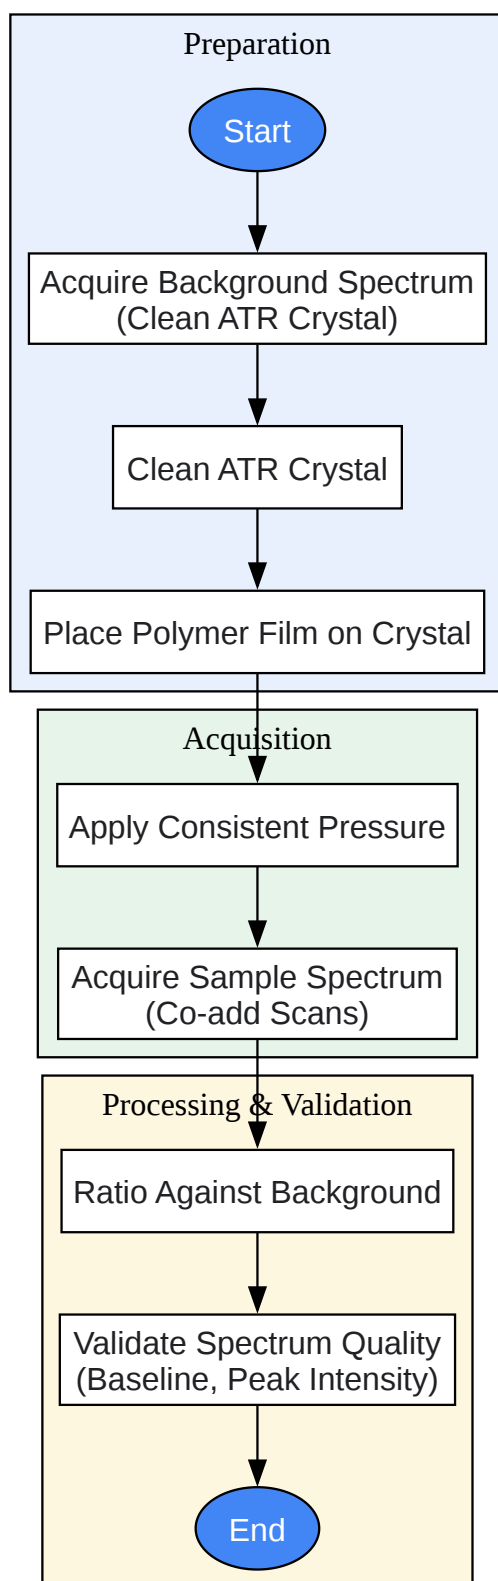 Preparation
Start
Acquire Background Spectrum
(Clean ATR Crystal)
Clean ATR Crystal
Place Polymer Film on Crystal
Acquisition
Apply Consistent Pressure
Acquire Sample Spectrum
(Co-add Scans)
Processing & Validation
Ratio Against Background
Validate Spectrum Quality
(Baseline, Peak Intensity)
End